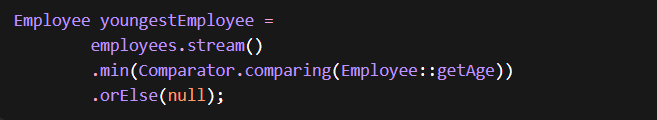 Employee youngestEmployee =
        employees.stream()
        .min(Comparator.comparing(Employee::getAge))
        .orElse(null);